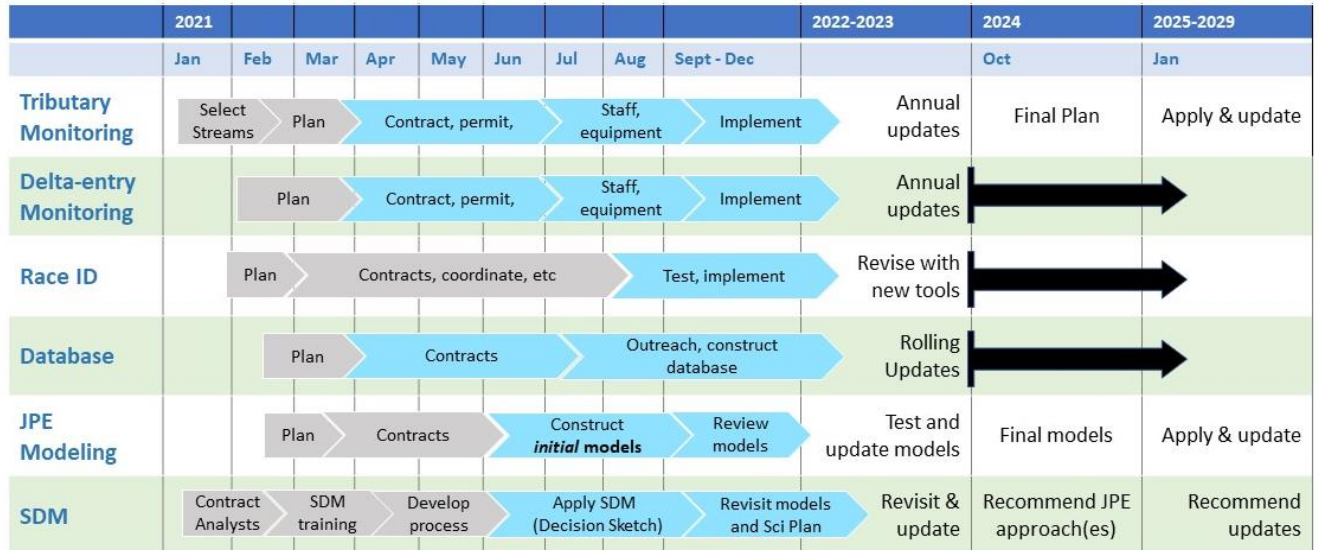 2021 2022-2023 2024 2025-2029
Jan Feb Mar Apr May Jun Jul Aug Sept - Dec Oct Jan
Tributary
Monitoring
Select
Streams
Plan
Contract, permit,
Staff,
equipment
Implement
Annual
updates
Final Plan
Apply & update
Delta-entry
Monitoring
Plan
Contract, permit,
Staff,
equipment
Implement
Annual
updates
Race ID
Plan
Contracts, coordinate, etc
Test, implement
Revise with
new tools
Database
Plan
Contracts
Outreach, construct
database
Rolling
Updates
JPE
Modeling
Plan
Contracts
Construct
initial models
Review
models
Test and
update models
Final models
Apply & update
SDM
Contract
Analysts
SDM
training
Develop
process
Apply SDM
(Decision Sketch)
Revisit models
and Sci Plan
Revisit &
update
Recommend JPE
approach(es)
Recommend
updates